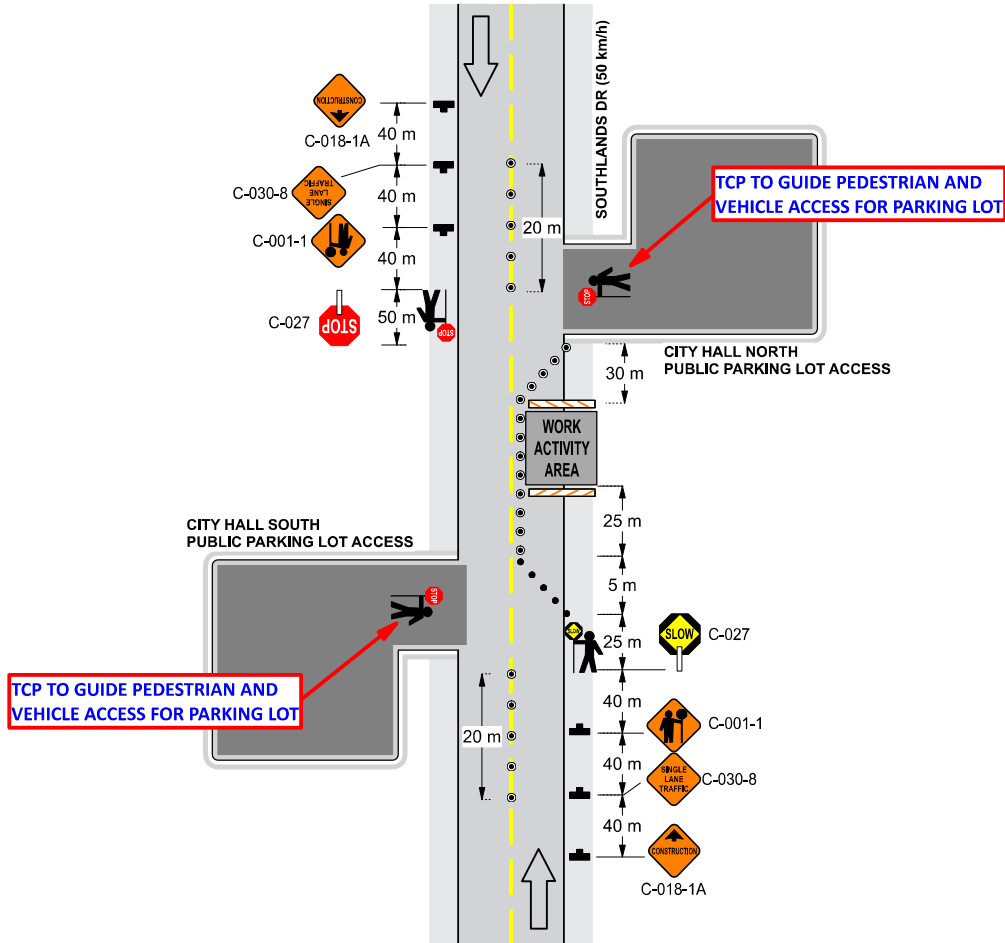 SOUTHLANDS DR (50 km/h)
CONSTRUCTION
C-018-1A
40 m
C-030-8
SINGLE
LANE
TRAFFIC
40 m
C-001-1
40 m
C-027
STOP
50 m
STOP
20 m
TCP TO GUIDE PEDESTRIAN AND
VEHICLE ACCESS FOR PARKING LOT
STOP
CITY HALL NORTH
PUBLIC PARKING LOT ACCESS
30 m
WORK
ACTIVITY
AREA
25 m
CITY HALL SOUTH
PUBLIC PARKING LOT ACCESS
5 m
STOP
SLOW
25 m
SLOW
C-027
TCP TO GUIDE PEDESTRIAN AND
VEHICLE ACCESS FOR PARKING LOT
20 m
40 m
C-001-1
40 m
SINGLE
LANE
TRAFFIC
C-030-8
40 m
CONSTRUCTION
C-018-1A